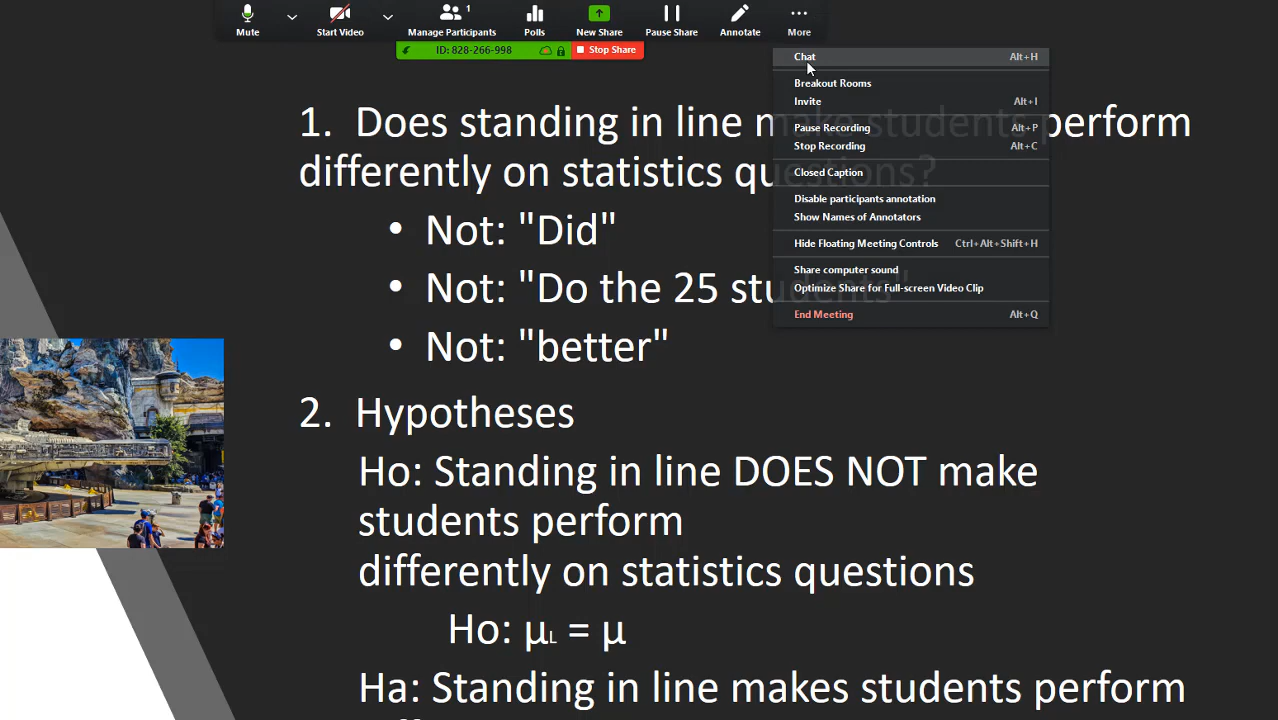 1
Mute Start Video Manage Participants Polls New Share Pause Share Annotate More
ID: 828-266-998 Stop Share
Chat Alt+H
Breakout Rooms
Invite Alt+I
Pause Recording Alt+P
Stop Recording Alt+C
Closed Caption
Disable participants annotation
Show Names of Annotators
Hide Floating Meeting Controls Ctrl+Alt+Shift+H
Share computer sound
Optimize Share for Full-screen Video Clip
End Meeting Alt+Q
1. Does standing in line make students perform
differently on statistics questions?
• Not: "Did"
• Not: "Do the 25 students"
• Not: "better"
2. Hypotheses
Ho: Standing in line DOES NOT make
students perform
differently on statistics questions
Ho: μL = μ
Ha: Standing in line makes students perform